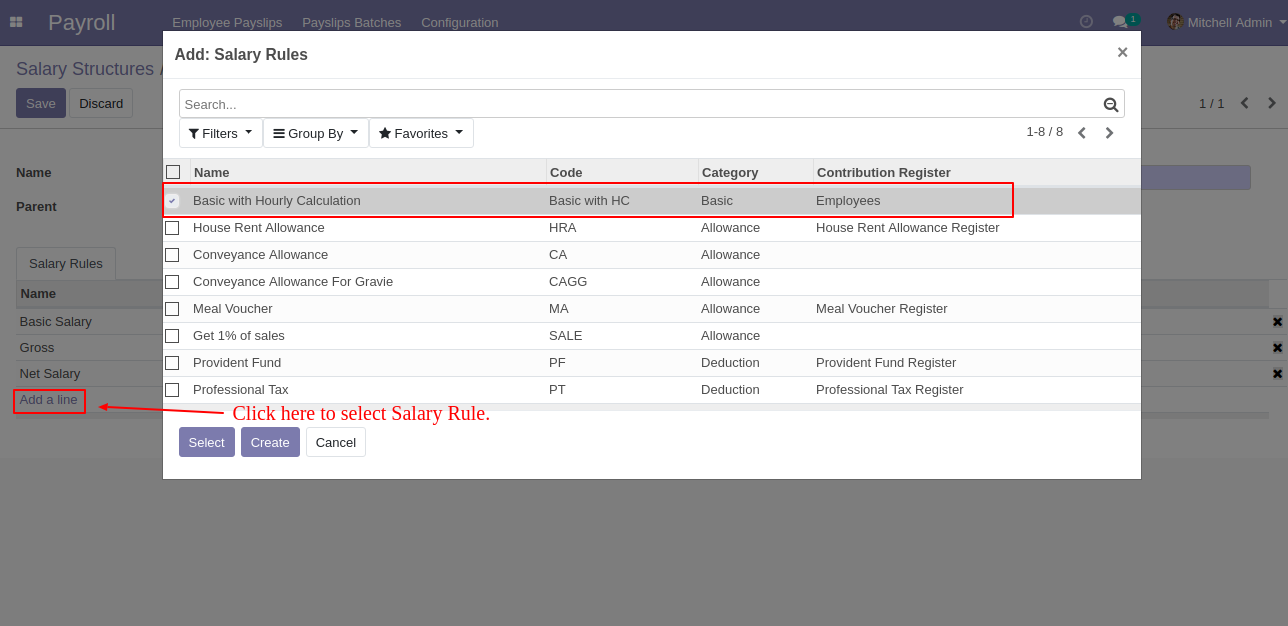 Payroll Employee Payslips Payslips Batches Configuration 1 Mitchell Admin
Salary Structures
Save Discard 1 / 1
Name
Parent
Salary Rules
Name
Basic Salary
Gross
Net Salary
Add a line
Add: Salary Rules ×
Search...
Filters Group By Favorites 1-8 / 8
Name Code Category Contribution Register
Basic with Hourly Calculation Basic with HC Basic Employees
House Rent Allowance HRA Allowance House Rent Allowance Register
Conveyance Allowance CA Allowance
Conveyance Allowance For Gravie CAGG Allowance
Meal Voucher MA Allowance Meal Voucher Register
Get 1% of sales SALE Allowance
Provident Fund PF Deduction Provident Fund Register
Professional Tax PT Deduction Professional Tax Register
Click here to select Salary Rule.
Select Create Cancel